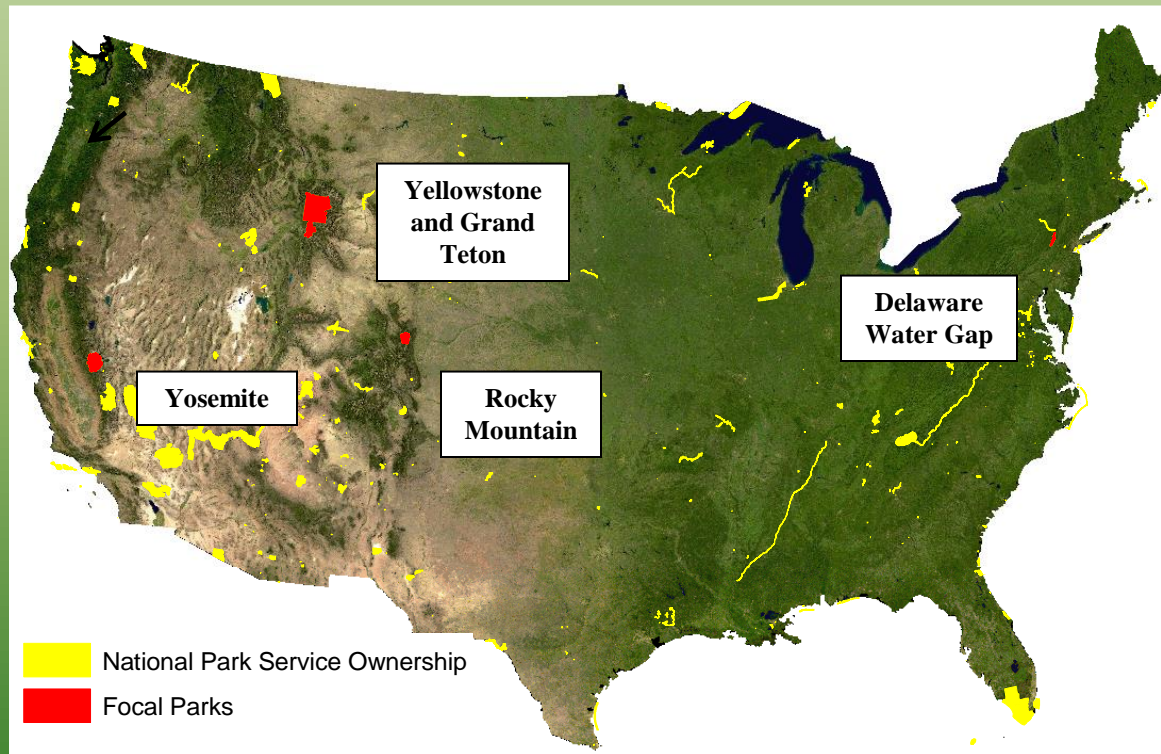 Yellowstone
and Grand
Teton
Delaware
Water Gap
Yosemite
Rocky
Mountain
National Park Service Ownership
Focal Parks